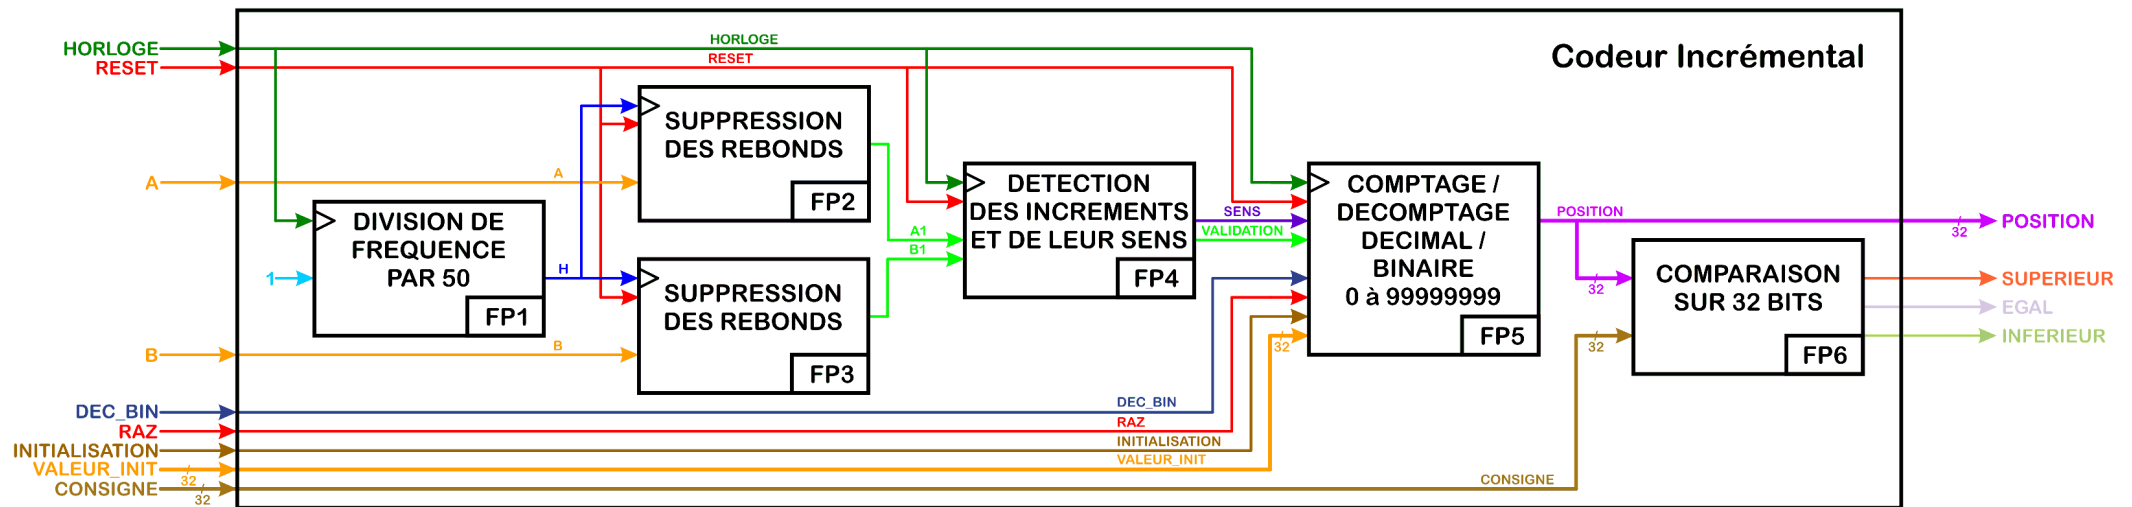 HORLOGE
RESET
HORLOGE
RESET
Codeur Incrémental
SUPPRESSION
DES REBONDS
FP2
A
A
DIVISION DE
FREQUENCE
PAR 50
FP1
1
H
SUPPRESSION
DES REBONDS
FP3
B
B
A1
B1
DETECTION
DES INCREMENTS
ET DE LEUR SENS
FP4
SENS
VALIDATION
COMPTAGE /
DECOMPTAGE
DECIMAL /
BINAIRE
0 à 99999999
FP5
POSITION
32
POSITION
32
COMPARAISON
SUR 32 BITS
FP6
32
SUPERIEUR
EGAL
INFERIEUR
32
DEC_BIN
DEC_BIN
RAZ
RAZ
INITIALISATION
INITIALISATION
VALEUR_INIT
32
VALEUR_INIT
CONSIGNE
32
CONSIGNE